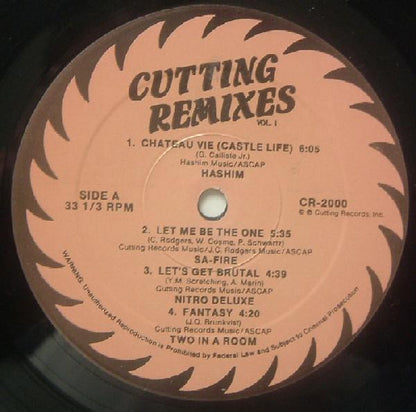 CUTTING
REMIXES
VOL. 1
1. CHATEAU VIE (CASTLE LIFE) 6:05
(G. Calliste Jr.)
Hashim Music/ASCAP
HASHIM
SIDE A
33 1/3 RPM
CR-2000
© ℗ Cutting Records, Inc.
2. LET ME BE THE ONE 5:35
(C. Rodgers, W. Cosme, P. Schwartz)
Cutting Records Music/J.C. Rodgers Music/ASCAP
SA-FIRE
3. LET'S GET BRUTAL 4:39
(Y.M. Scretching, A. Marin)
Cutting Records Music/ASCAP
NITRO DELUXE
4. FANTASY 4:20
(J.O. Brinkvist)
Cutting Records Music/ASCAP
TWO IN A ROOM
WARNING: Unauthorized Reproduction is Prohibited by Federal Law and Subject to Criminal Prosecution